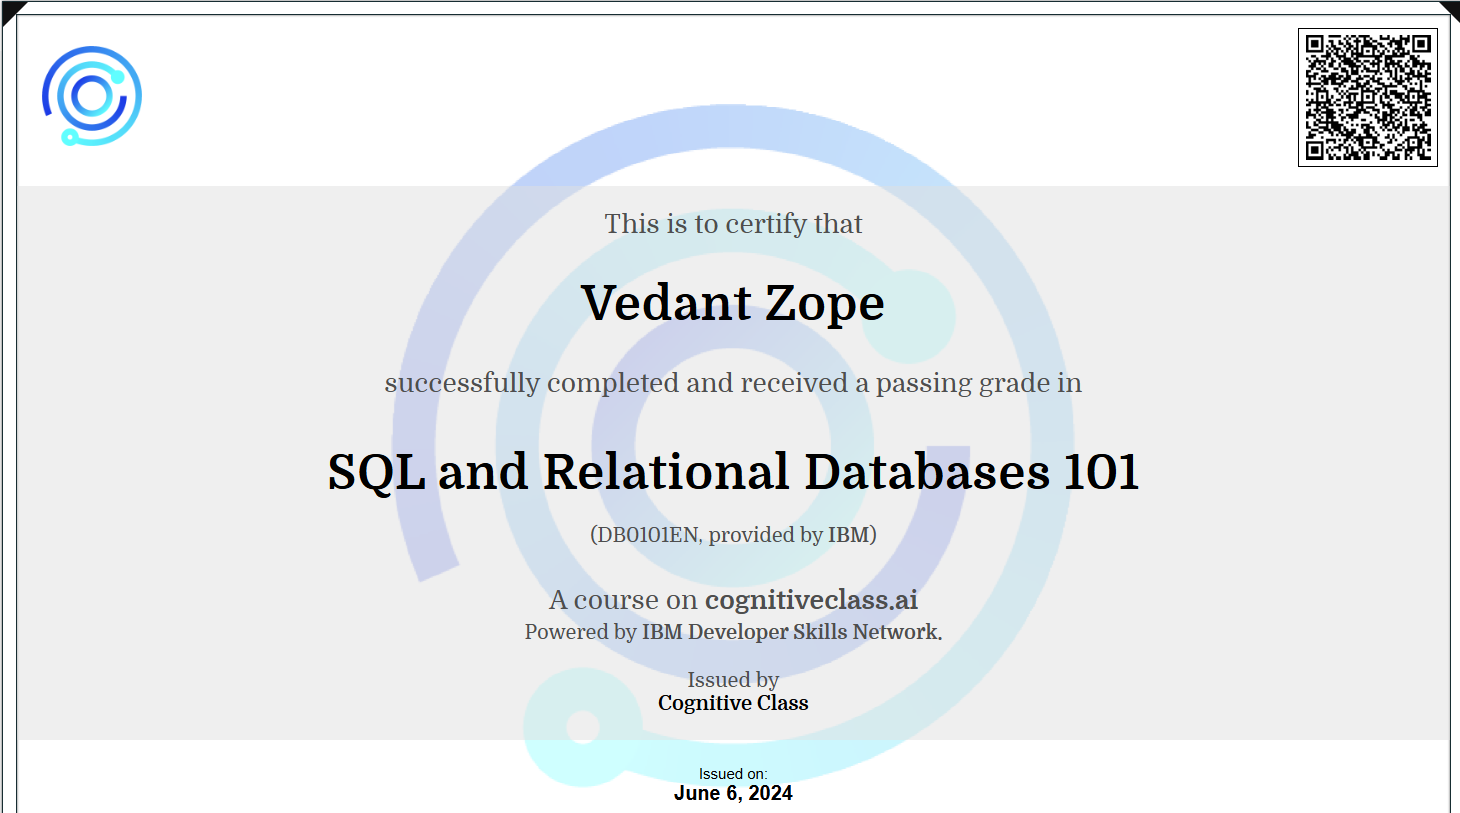 This is to certify that
Vedant Zope
successfully completed and received a passing grade in
SQL and Relational Databases 101
(DB0101EN, provided by IBM)
A course on cognitiveclass.ai
Powered by IBM Developer Skills Network.
Issued by
Cognitive Class
Issued on:
June 6, 2024